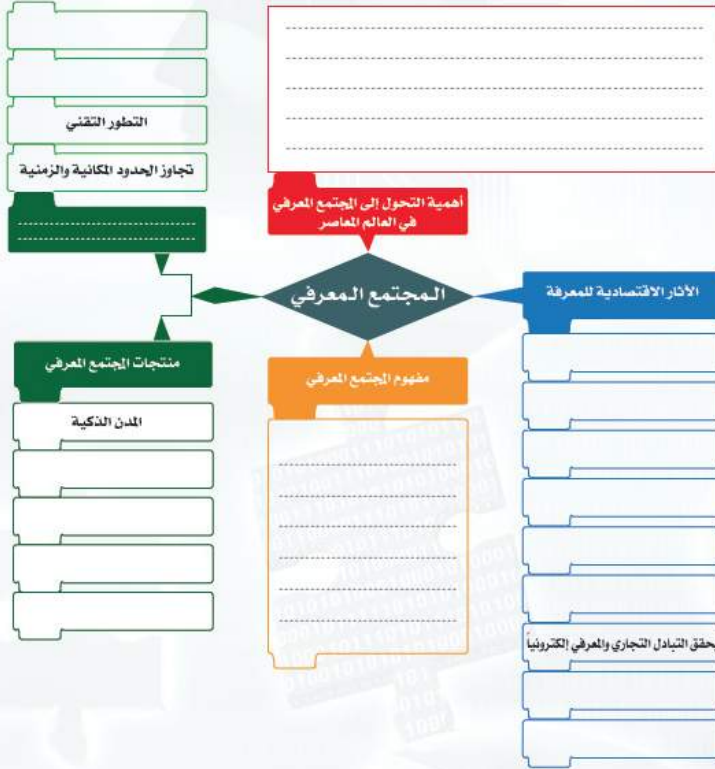 التطور التقني
تجاوز الحدود المكانية والزمنية
أهمية التحول إلى المجتمع المعرفي
في العالم المعاصر
المجتمع المعرفي
الآثار الاقتصادية للمعرفة
منتجات المجتمع المعرفي
مفهوم المجتمع المعرفي
المدن الذكية
يحقق التبادل التجاري والمعرفي إلكترونياً